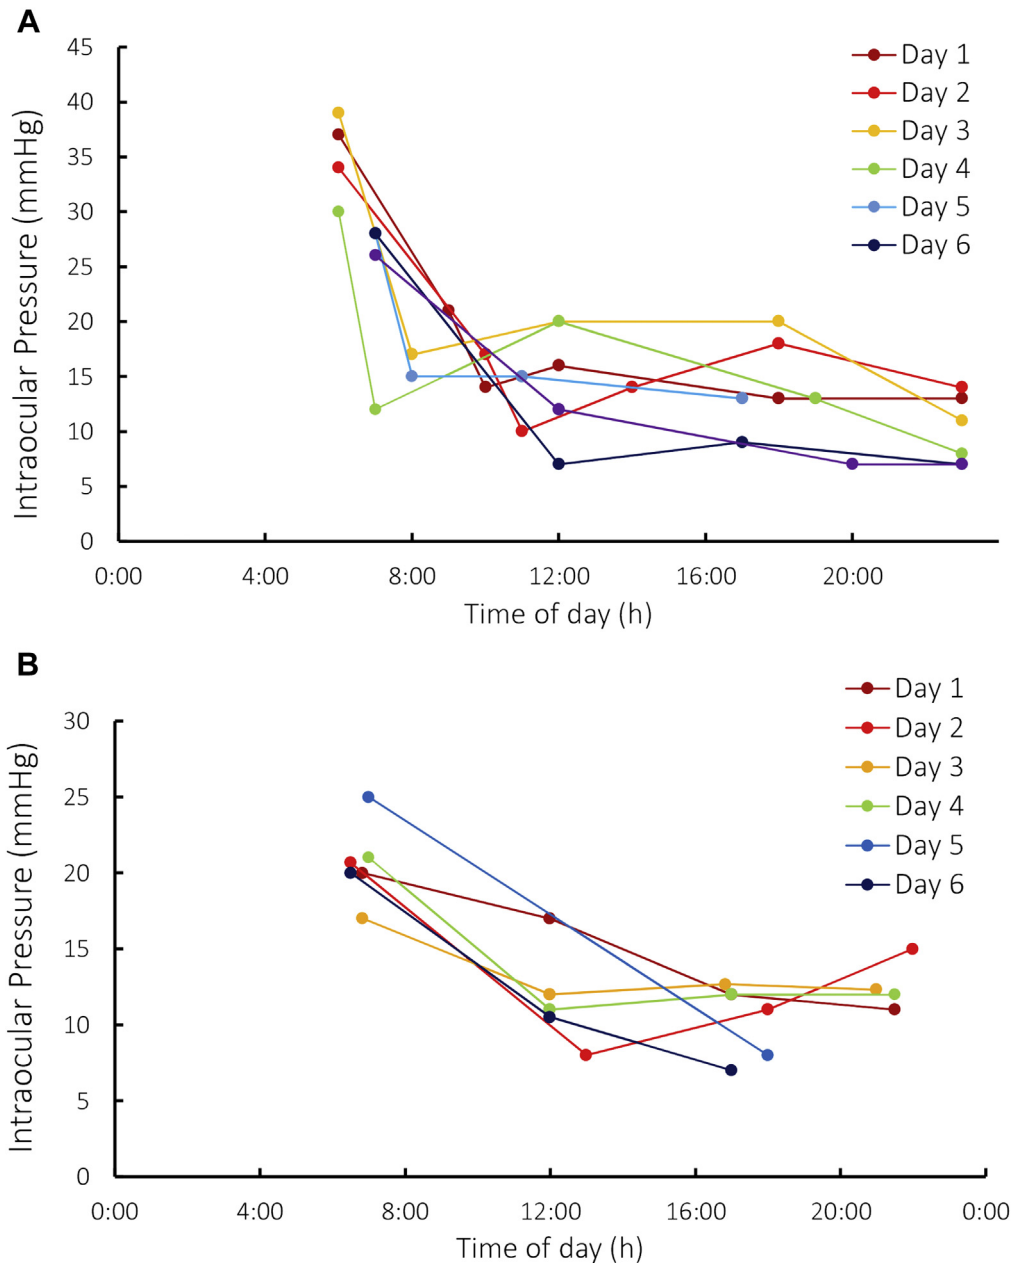 A
Intraocular Pressure (mmHg)
45
40
35
30
25
20
15
10
5
0
0:00 4:00 8:00 12:00 16:00 20:00
Time of day (h)
Day 1
Day 2
Day 3
Day 4
Day 5
Day 6
B
Intraocular Pressure (mmHg)
30
25
20
15
10
5
0
0:00 4:00 8:00 12:00 16:00 20:00 0:00
Time of day (h)
Day 1
Day 2
Day 3
Day 4
Day 5
Day 6